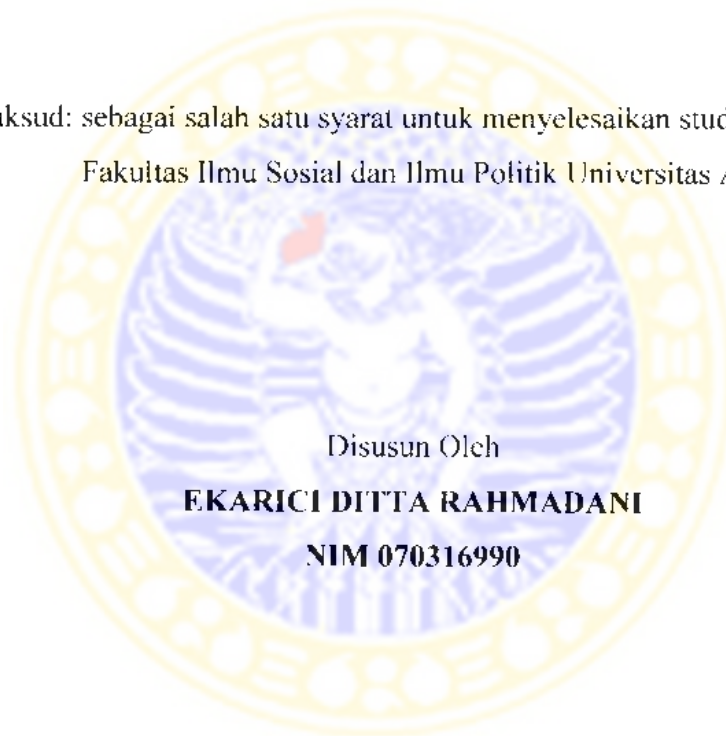 aksud: sebagai salah satu syarat untuk menyelesaikan stud
Fakultas Ilmu Sosial dan Ilmu Politik Universitas A
Disusun Oleh
EKARICI DITTA RAHMADANI
NIM 070316990